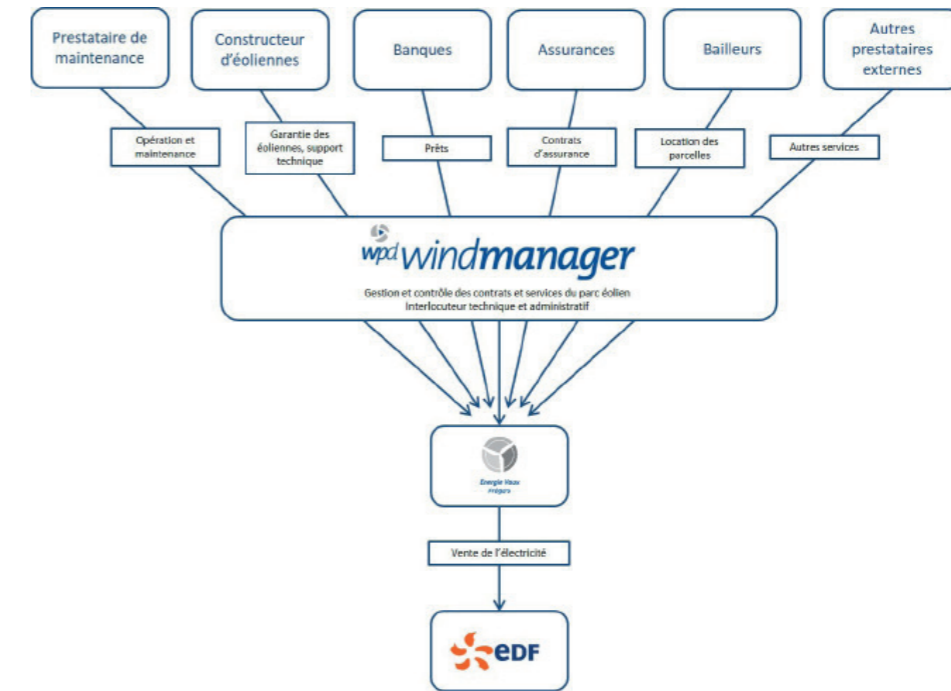 Prestataire de
maintenance
Constructeur
d'éoliennes
Banques
Assurances
Bailleurs
Autres
prestataires
externes
Opération et
maintenance
Garantie des
éoliennes, support
technique
Prêts
Contrats
d'assurance
Location des
parcelles
Autres services
wpd windmanager
Gestion et contrôle des contrats et services du parc éolien
Interlocuteur technique et administratif
Energie Haas
Vente de l'électricité
eDF